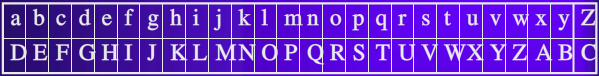 a b c d e f g h i j k l m n o p q r s t u v w x y Z
D E F G H I J K L M N O P Q R S T U V W X Y Z A B C